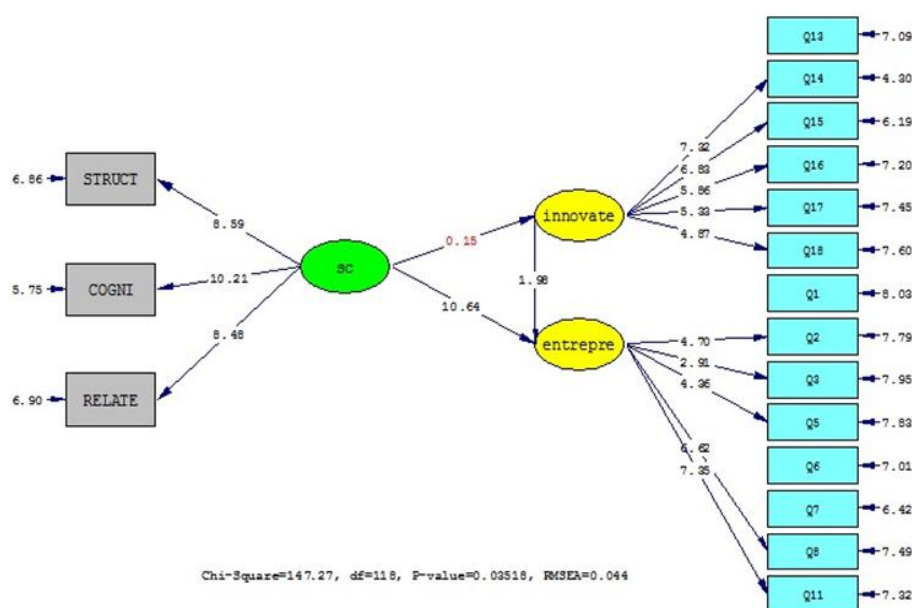 Q13
7.09
Q14
4.30
Q15
6.19
7.32
6.83
Q16
7.20
6.86
STRUCT
5.86
innovate
5.33
Q17
7.45
8.59
4.87
0.15
Q18
7.60
SC
10.21
1.98
5.75
COGNI
Q1
8.03
10.64
8.48
entrepre
4.70
Q2
7.79
2.91
Q3
7.95
4.36
6.90
RELATE
Q5
7.83
6.62
7.35
Q6
7.01
Q7
6.42
Q8
7.49
Chi-Square=147.27, df=118, P-value=0.03518, RMSEA=0.044
Q11
7.32